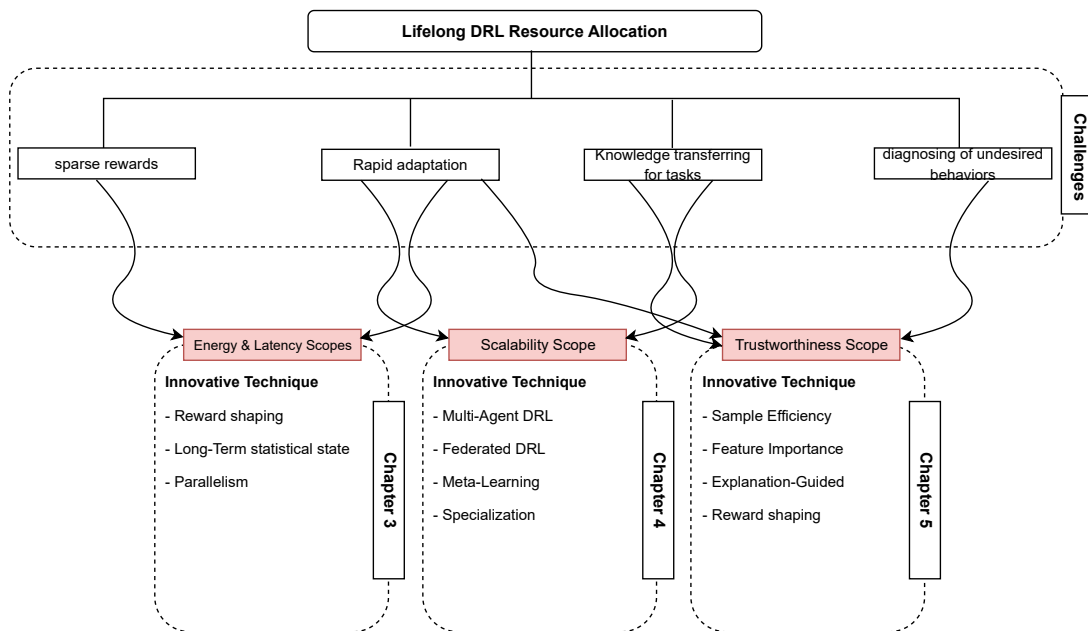 Lifelong DRL Resource Allocation
Challenges
sparse rewards
Rapid adaptation
Knowledge transferring
for tasks
diagnosing of undesired
behaviors
Energy & Latency Scopes
Innovative Technique
- Reward shaping
- Long-Term statistical state
- Parallelism
Chapter 3
Scalability Scope
Innovative Technique
- Multi-Agent DRL
- Federated DRL
- Meta-Learning
- Specialization
Chapter 4
Trustworthiness Scope
Innovative Technique
- Sample Efficiency
- Feature Importance
- Explanation-Guided
- Reward shaping
Chapter 5